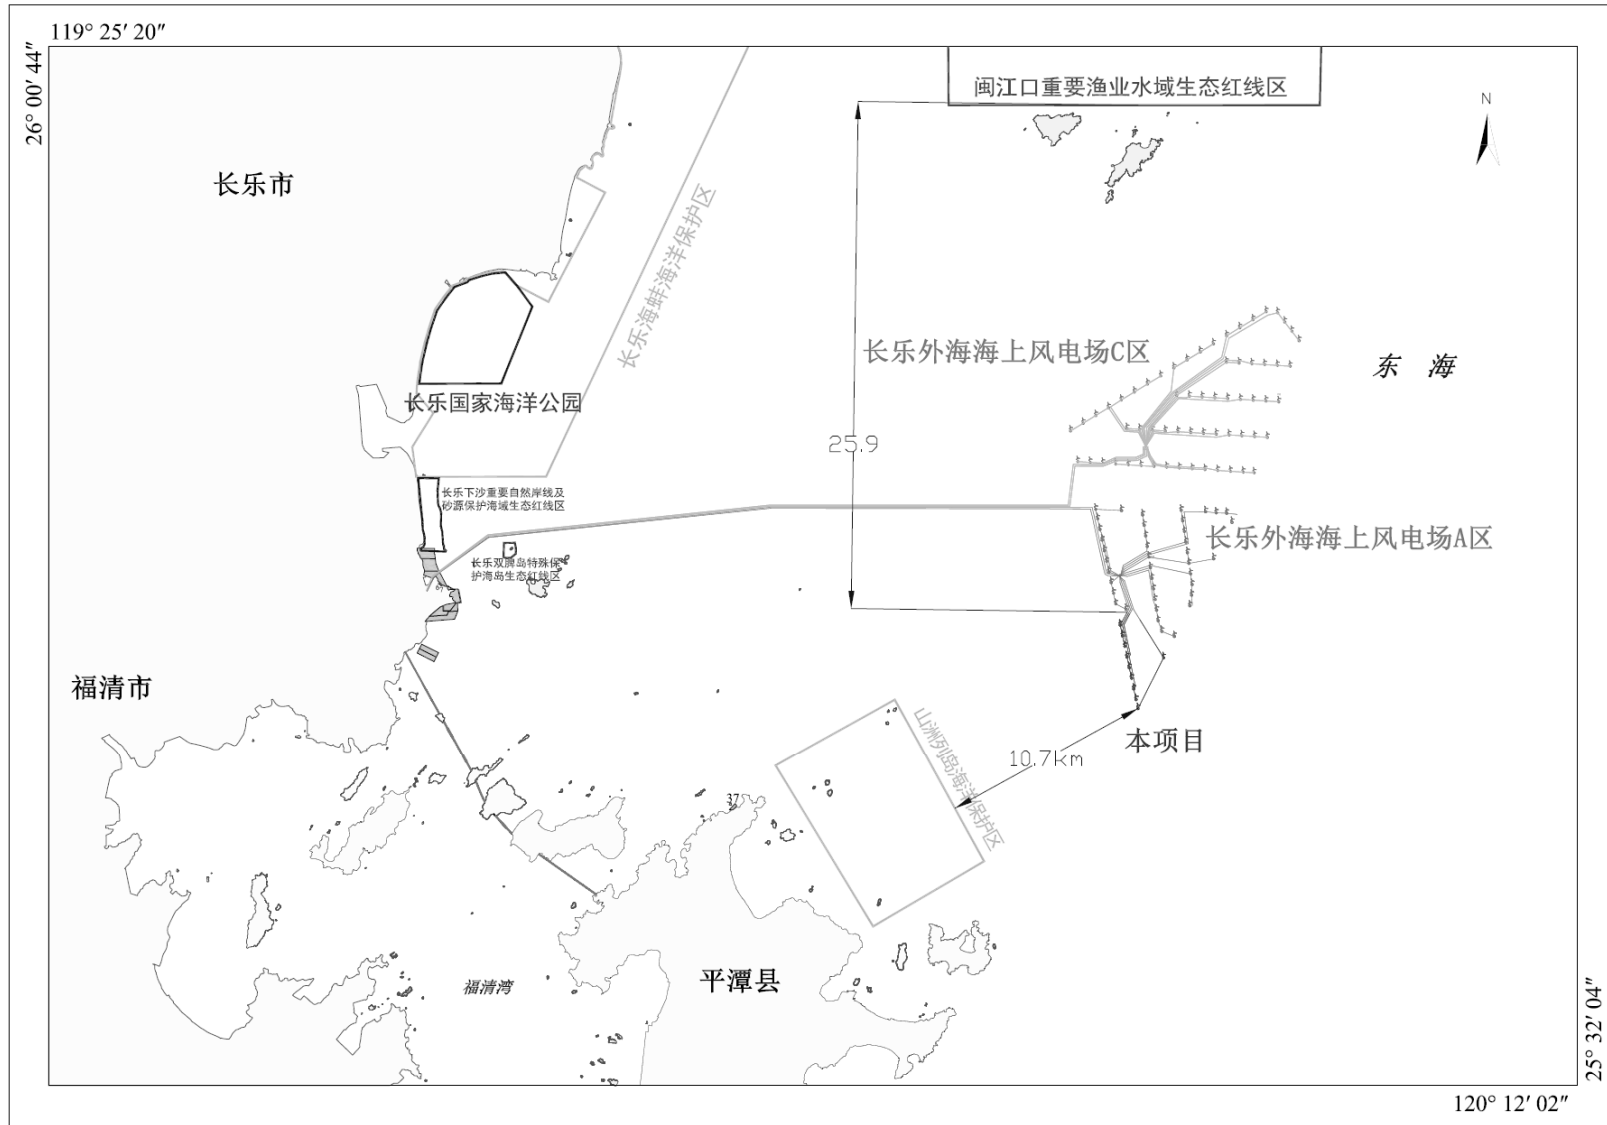 119° 25′ 20″
26° 00′ 44″
闽江口重要渔业水域生态红线区
N
长乐市
长乐海蚌海洋保护区
长乐外海海上风电场C区
东 海
长乐国家海洋公园
25.9
长乐下沙重要自然岸线及
砂源保护海域生态红线区
长乐外海海上风电场A区
长乐双脾岛特殊保
护海岛生态红线区
福清市
山洲列岛海洋保护区
本项目
10.7km
37
福清湾
平潭县
25° 32′ 04″
120° 12′ 02″